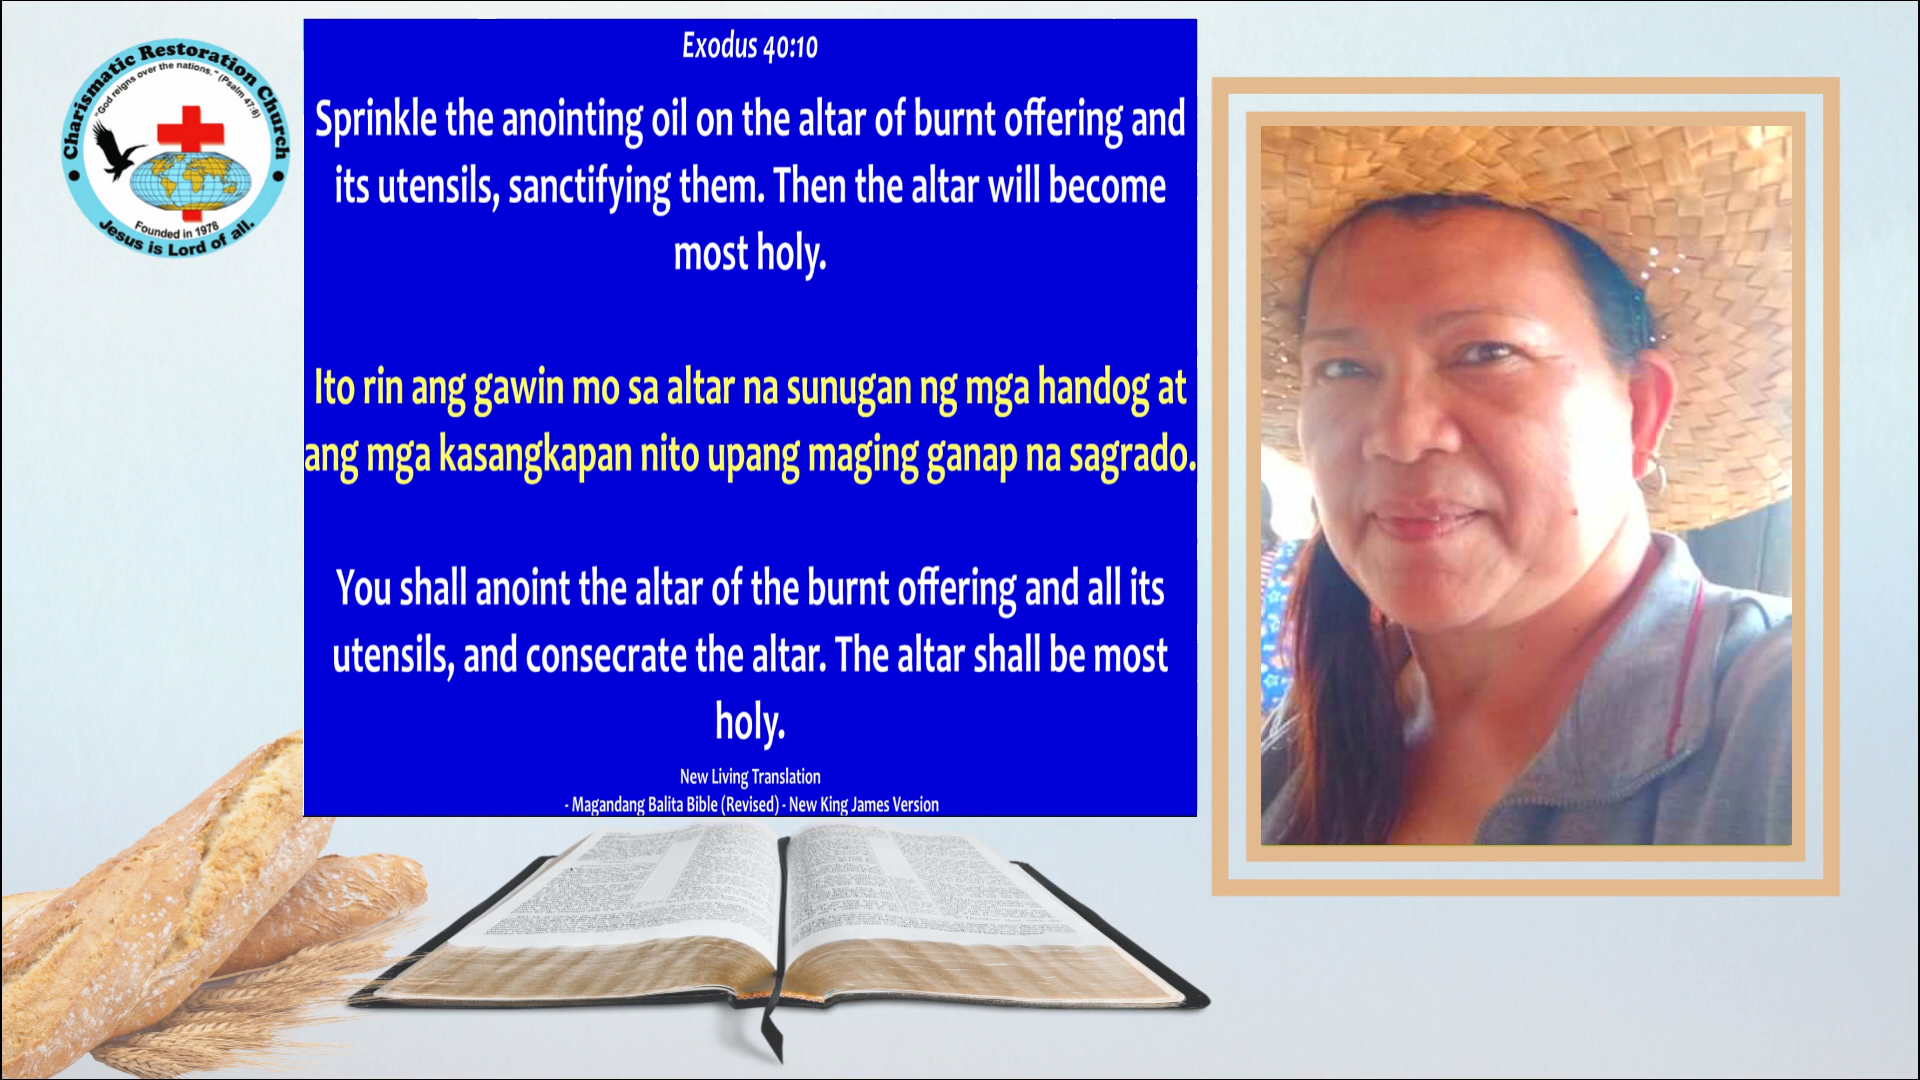 Charismatic Restoration Church
"God reigns over the nations." (Psalm 47:8)
Founded in 1978
Jesus is Lord of all.
Exodus 40:10
Sprinkle the anointing oil on the altar of burnt offering and
its utensils, sanctifying them. Then the altar will become
most holy.
Ito rin ang gawin mo sa altar na sunugan ng mga handog at
ang mga kasangkapan nito upang maging ganap na sagrado.
You shall anoint the altar of the burnt offering and all its
utensils, and consecrate the altar. The altar shall be most
holy.
New Living Translation
- Magandang Balita Bible (Revised) - New King James Version